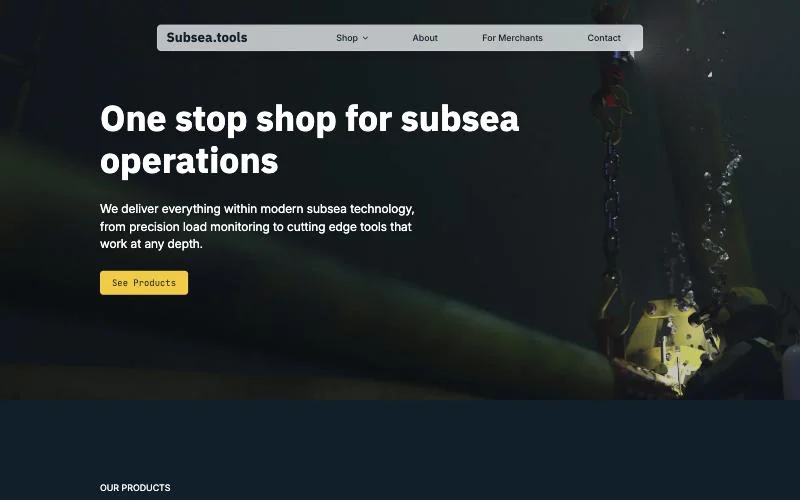 Subsea.tools
Shop
About
For Merchants
Contact
One stop shop for subsea
operations
We deliver everything within modern subsea technology,
from precision load monitoring to cutting edge tools that
work at any depth.
See Products
OUR PRODUCTS